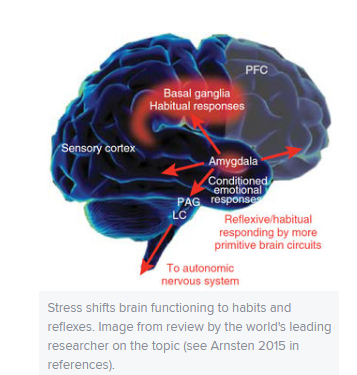 PFC
Basal ganglia
Habitual responses
Sensory cortex
Amygdala
Conditioned
emotional
responses
PAG
LC
Reflexive/habitual
responding by more
primitive brain circuits
To autonomic
nervous system
Stress shifts brain functioning to habits and
reflexes. Image from review by the world's leading
researcher on the topic (see Arnsten 2015 in
references).